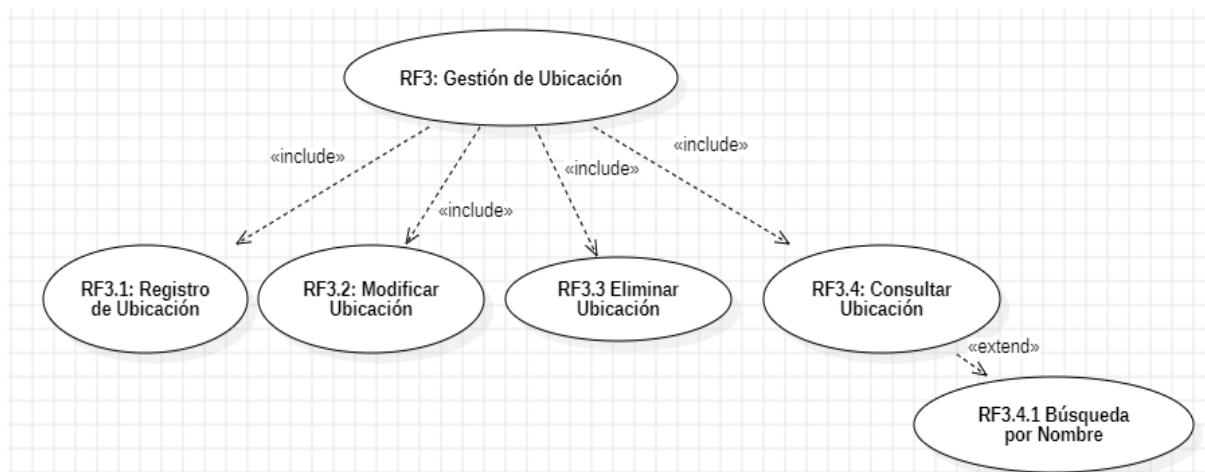 RF3: Gestión de Ubicación
«include»
«include»
«include»
«include»
RF3.1: Registro
de Ubicación
RF3.2: Modificar
Ubicación
RF3.3 Eliminar
Ubicación
RF3.4: Consultar
Ubicación
«extend»
RF3.4.1 Búsqueda
por Nombre